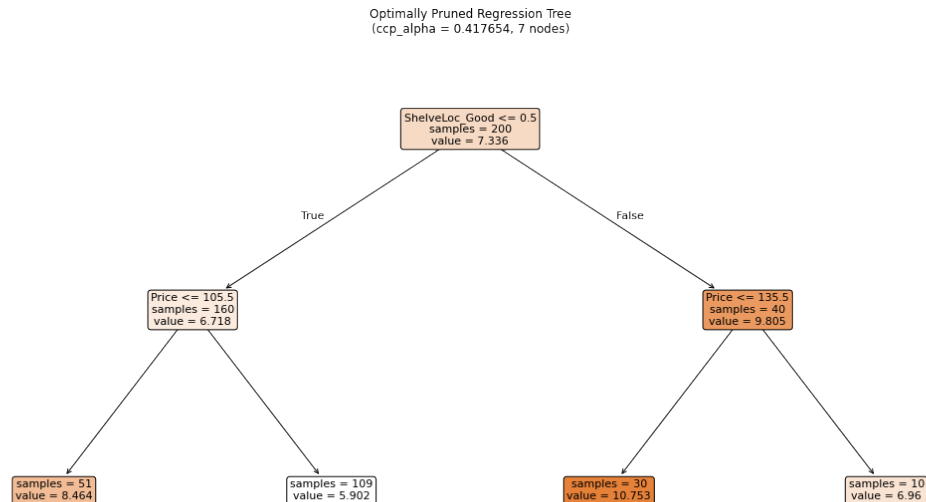 Optimally Pruned Regression Tree
(ccp_alpha = 0.417654, 7 nodes)
ShelveLoc_Good <= 0.5
samples = 200
value = 7.336
True
False
Price <= 105.5
samples = 160
value = 6.718
Price <= 135.5
samples = 40
value = 9.805
samples = 51
value = 8.464
samples = 109
value = 5.902
samples = 30
value = 10.753
samples = 10
value = 6.96